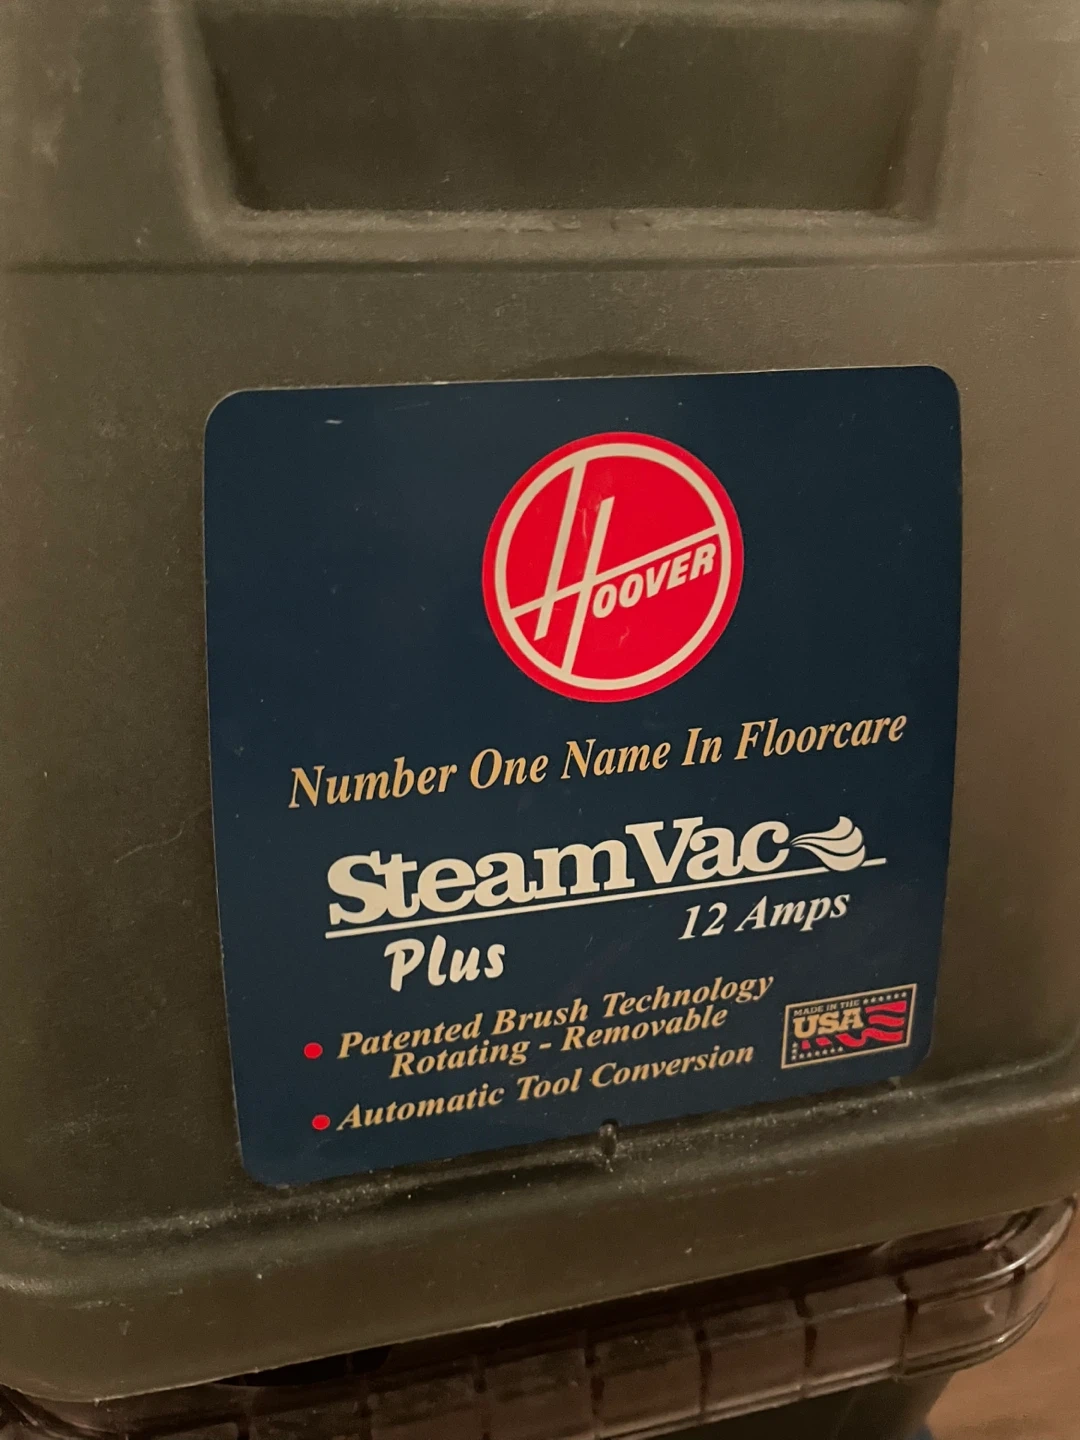 HOOVER
Number One Name In Floorcare
SteamVac
Plus
12 Amps
• Patented Brush Technology
Rotating - Removable
• Automatic Tool Conversion
MADE IN THE
USA